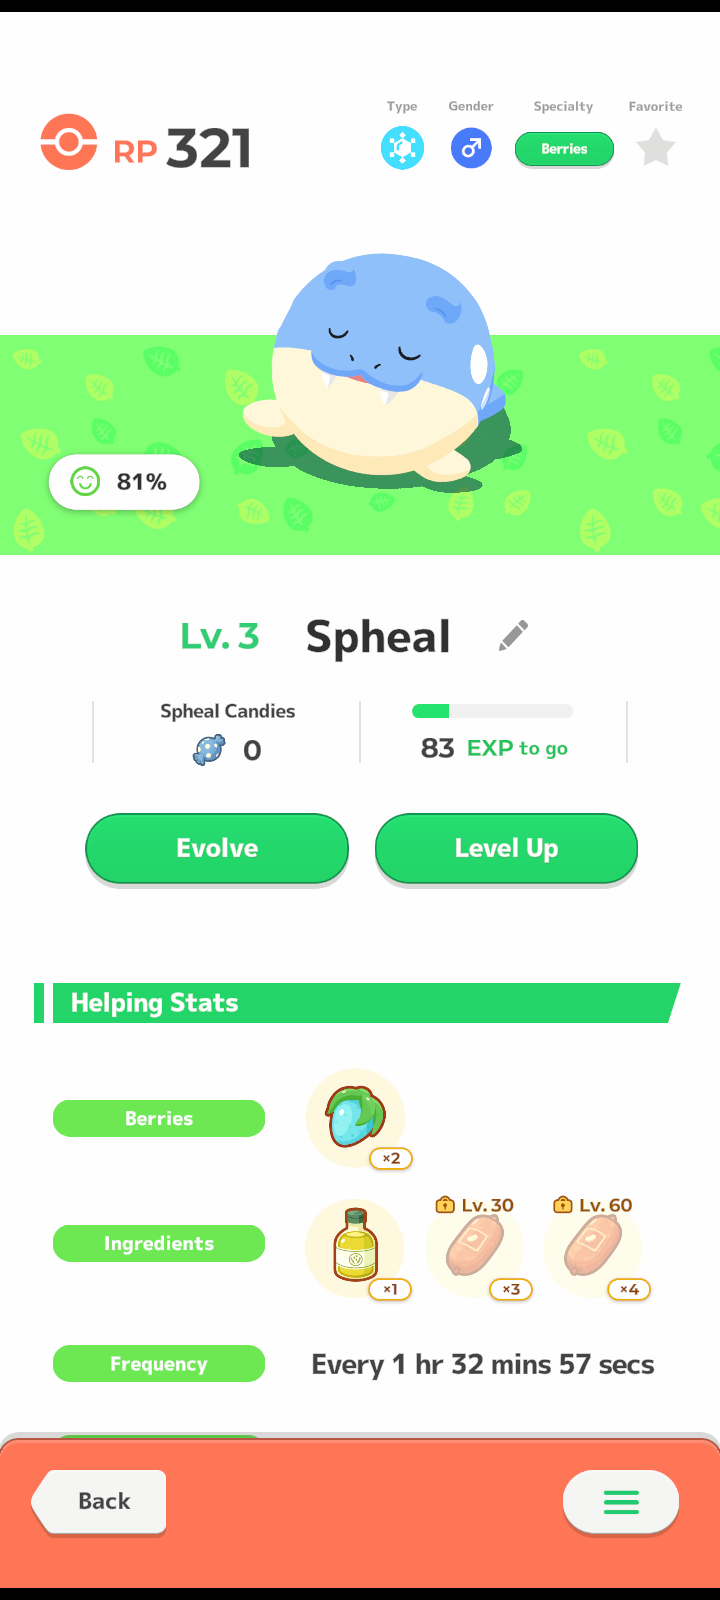 Type Gender Specialty Favorite
RP 321
Berries
81%
Lv. 3 Spheal
Spheal Candies
0
83 EXP to go
Evolve Level Up
Helping Stats
Berries
×2
Lv. 30 Lv. 60
Ingredients
×1 ×3 ×4
Frequency Every 1 hr 32 mins 57 secs
Back